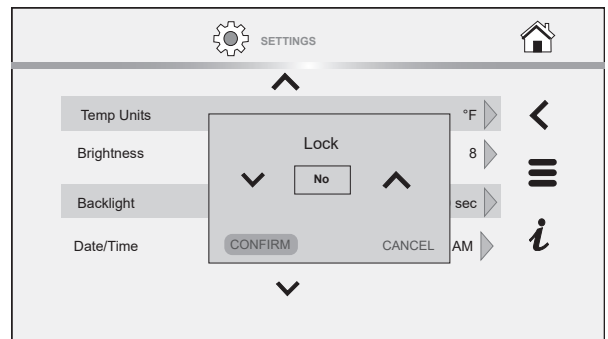 SETTINGS
Temp Units °F
Lock
Brightness 8
No
Backlight sec
CONFIRM CANCEL
Date/Time AM
i